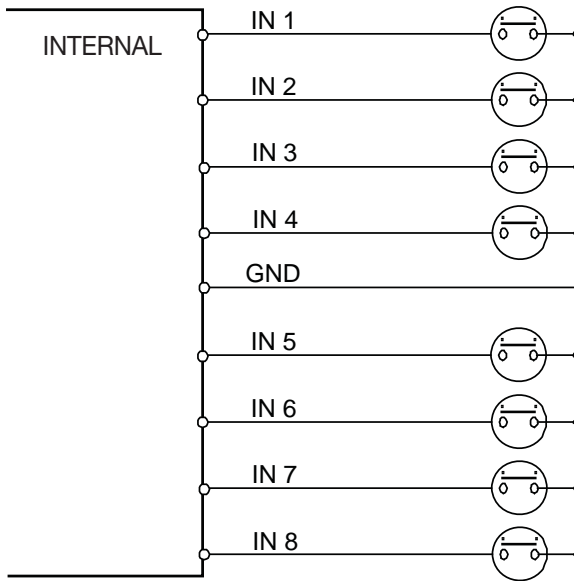 IN 1
INTERNAL
IN 2
IN 3
IN 4
GND
IN 5
IN 6
IN 7
IN 8